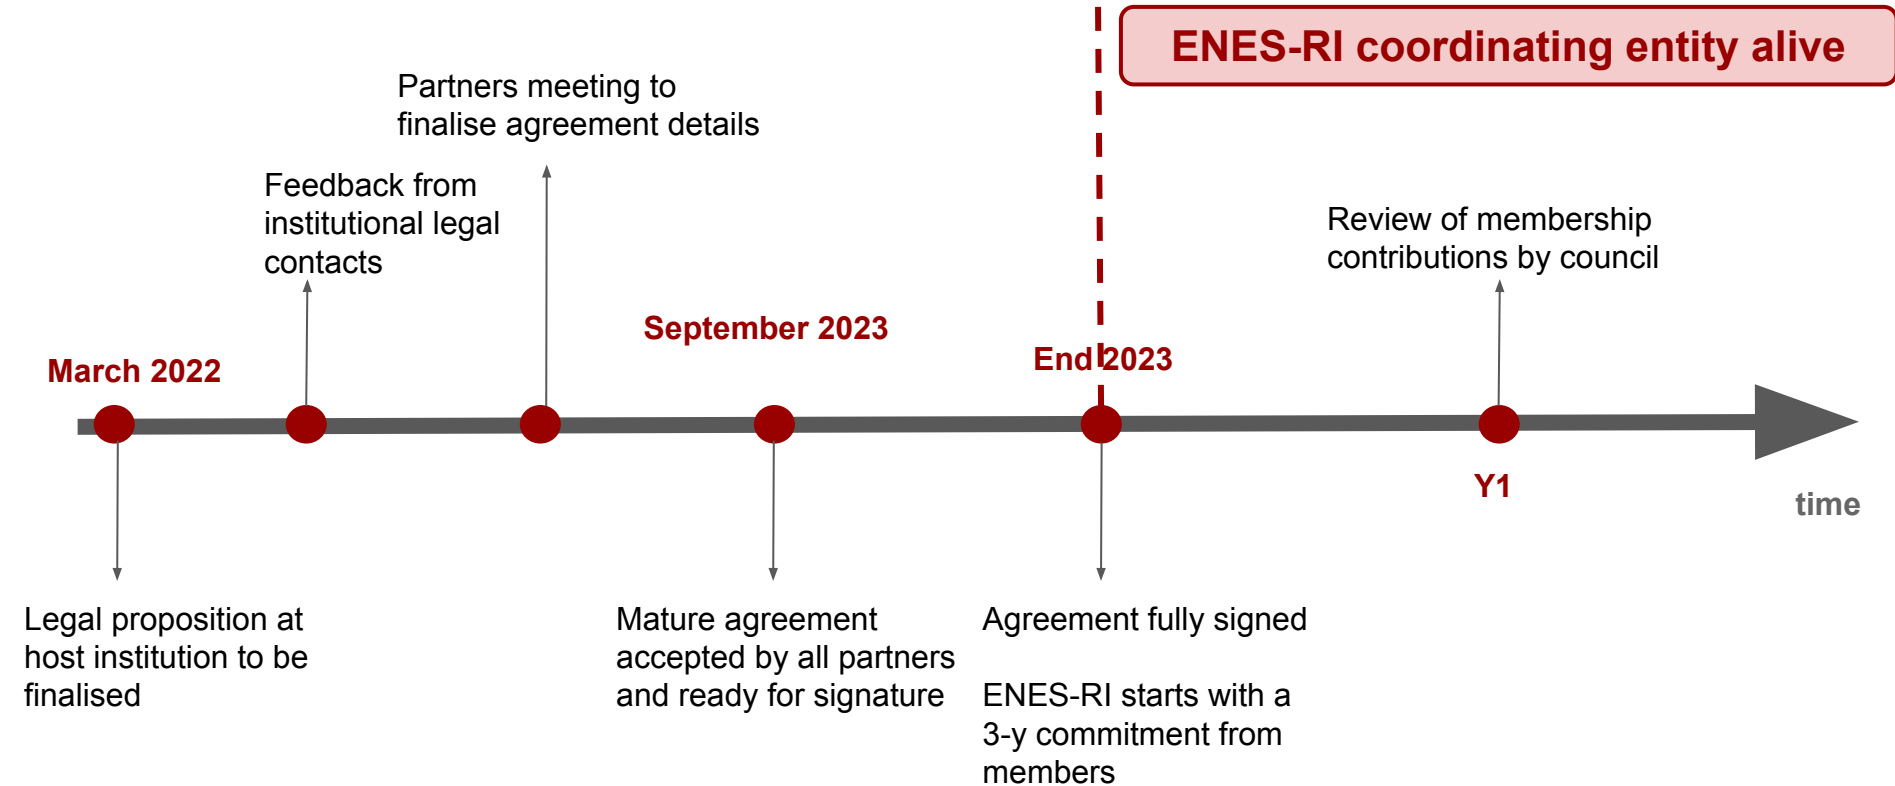 ENES-RI coordinating entity alive
Partners meeting to
finalise agreement details
Feedback from
institutional legal
contacts
Review of membership
contributions by council
March 2022
September 2023
End 2023
Y1
time
Legal proposition at
host institution to be
finalised
Mature agreement
accepted by all partners
and ready for signature
Agreement fully signed
ENES-RI starts with a
3-y commitment from
members